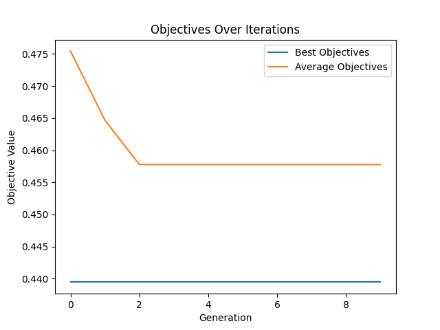 Objectives Over Iterations
Best Objectives
Average Objectives
Objective Value
0.475
0.470
0.465
0.460
0.455
0.450
0.445
0.440
0 2 4 6 8
Generation